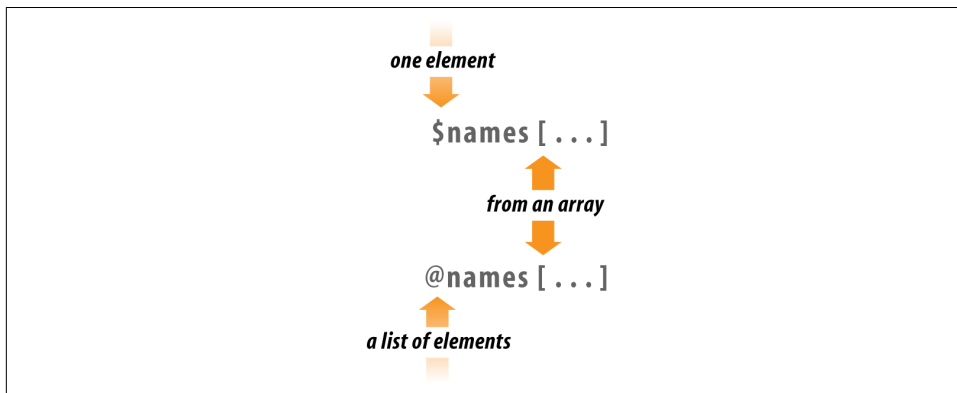 one element
$names [ . . . ]
from an array
@names [ . . . ]
a list of elements